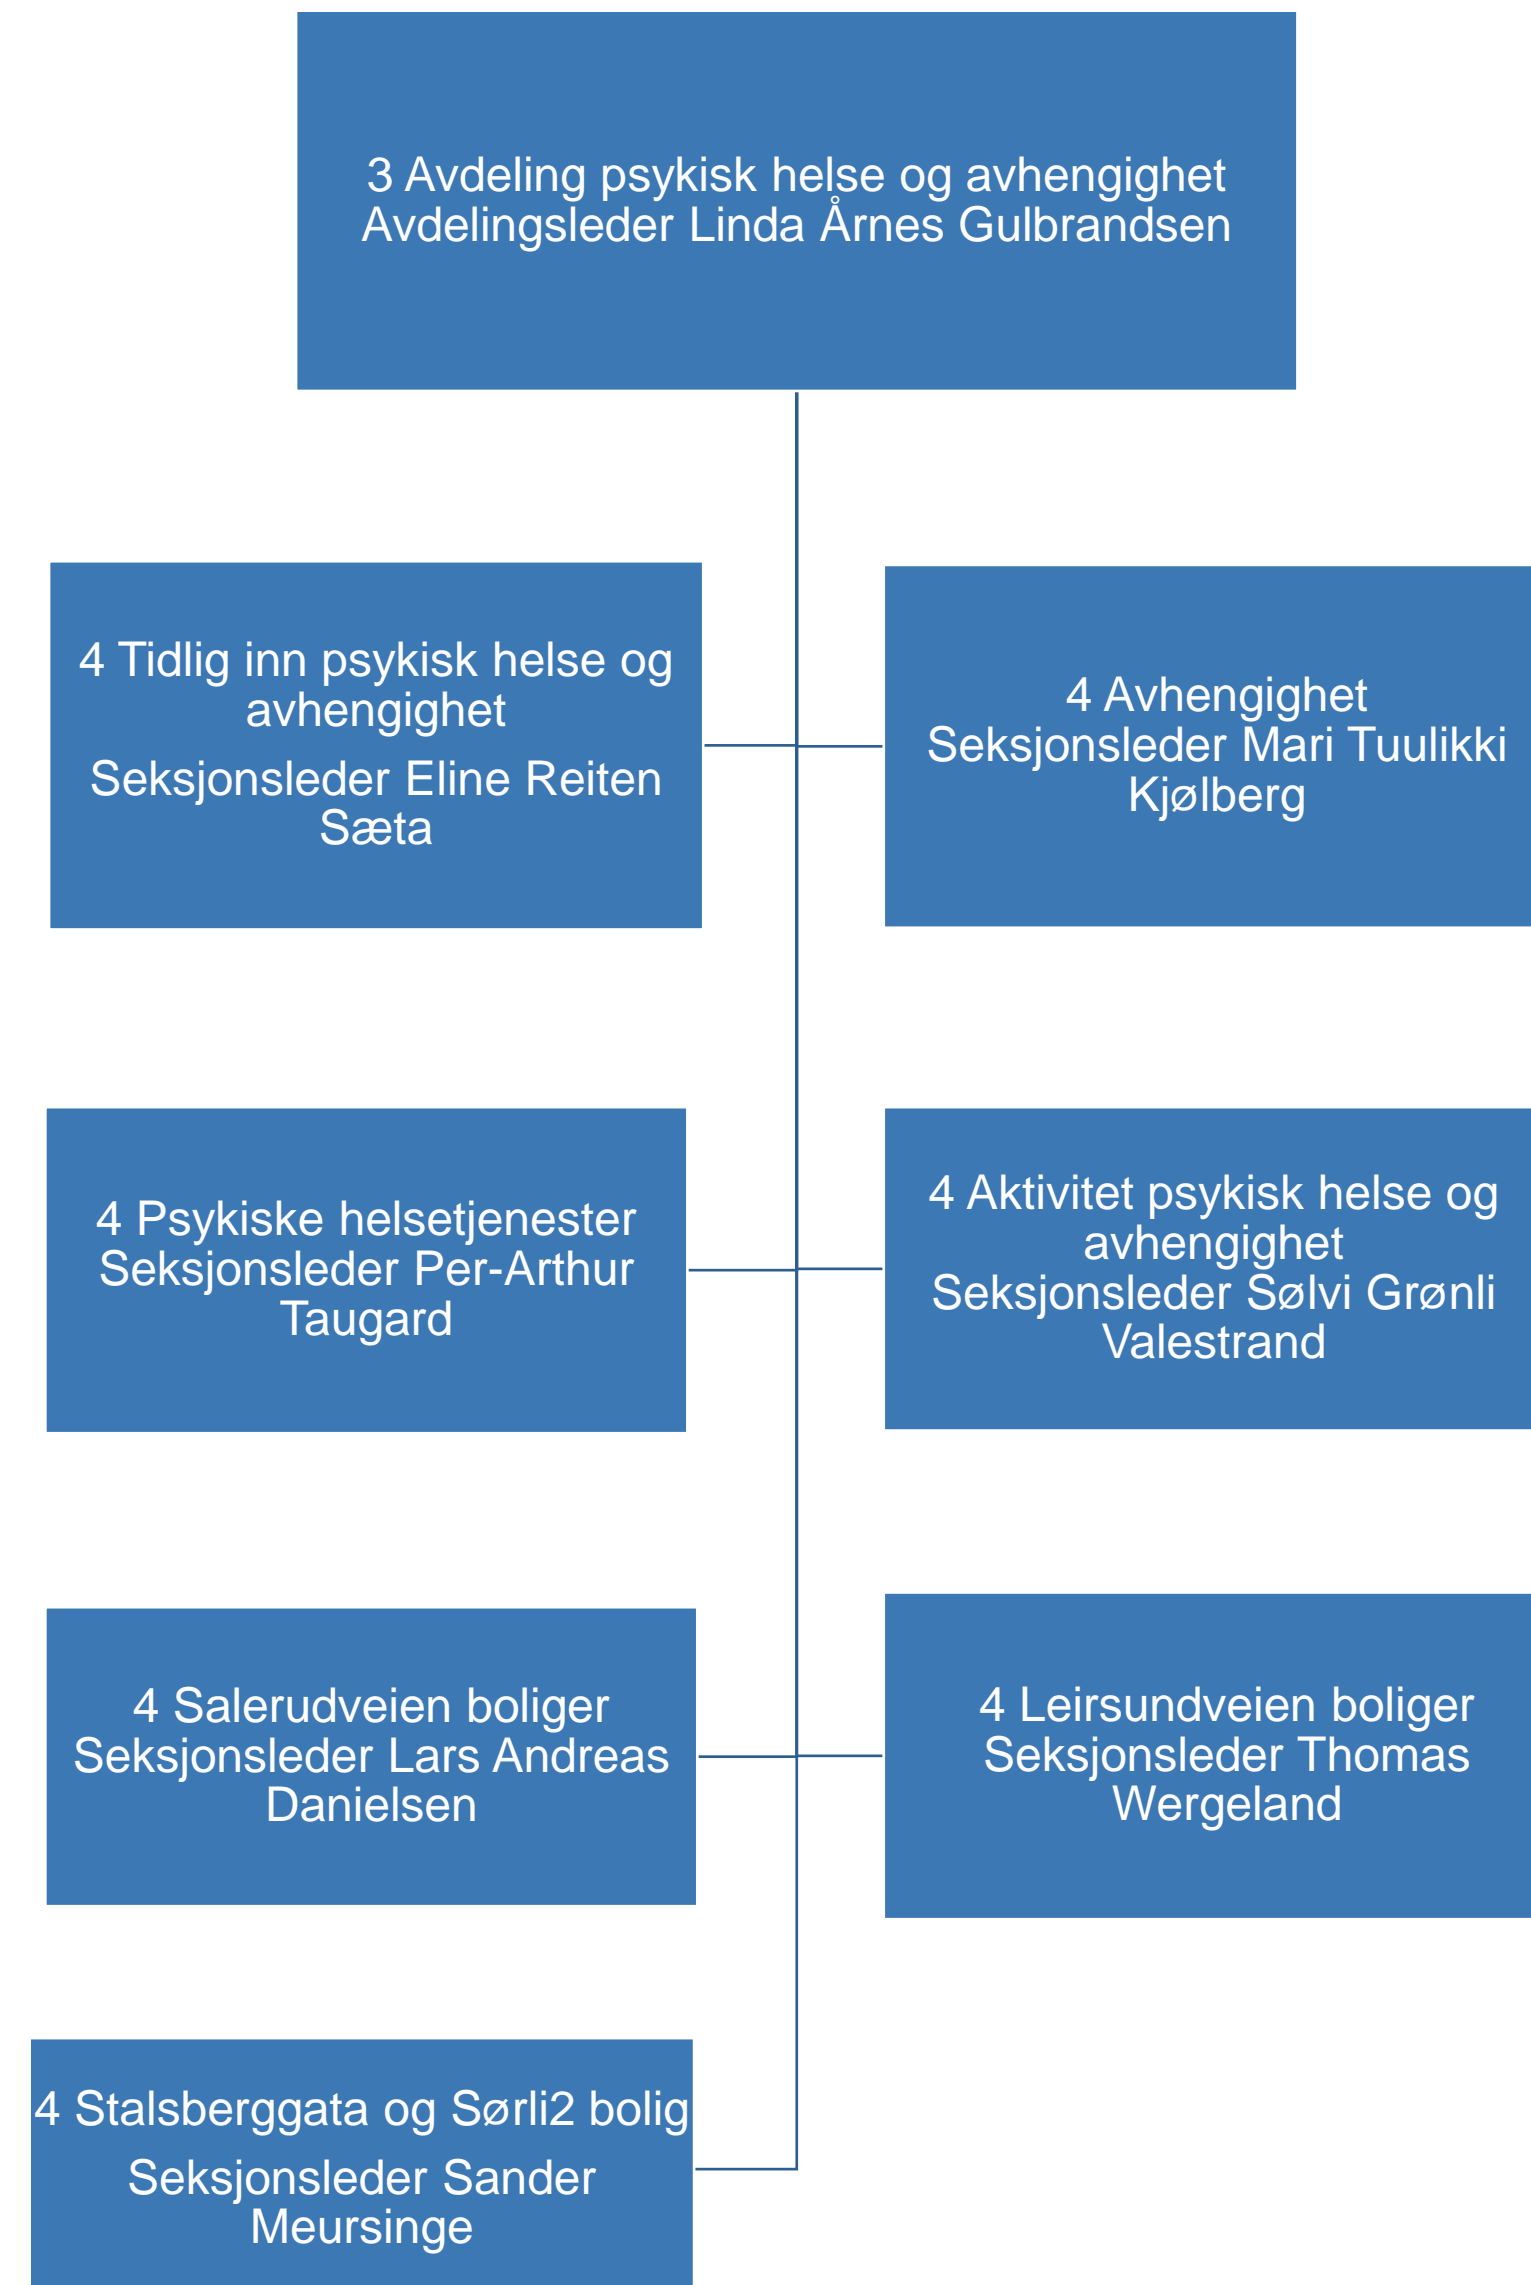 3 Avdeling psykisk helse og avhengighet
Avdelingsleder Linda Årnes Gulbrandsen
4 Tidlig inn psykisk helse og
avhengighet
Seksjonsleder Eline Reiten
Sæta
4 Avhengighet
Seksjonsleder Mari Tuulikki
Kjølberg
4 Psykiske helsetjenester
Seksjonsleder Per-Arthur
Taugard
4 Aktivitet psykisk helse og
avhengighet
Seksjonsleder Sølvi Grønli
Valestrand
4 Salerudveien boliger
Seksjonsleder Lars Andreas
Danielsen
4 Leirsundveien boliger
Seksjonsleder Thomas
Wergeland
4 Stalsberggata og Sørli2 bolig
Seksjonsleder Sander
Meursinge